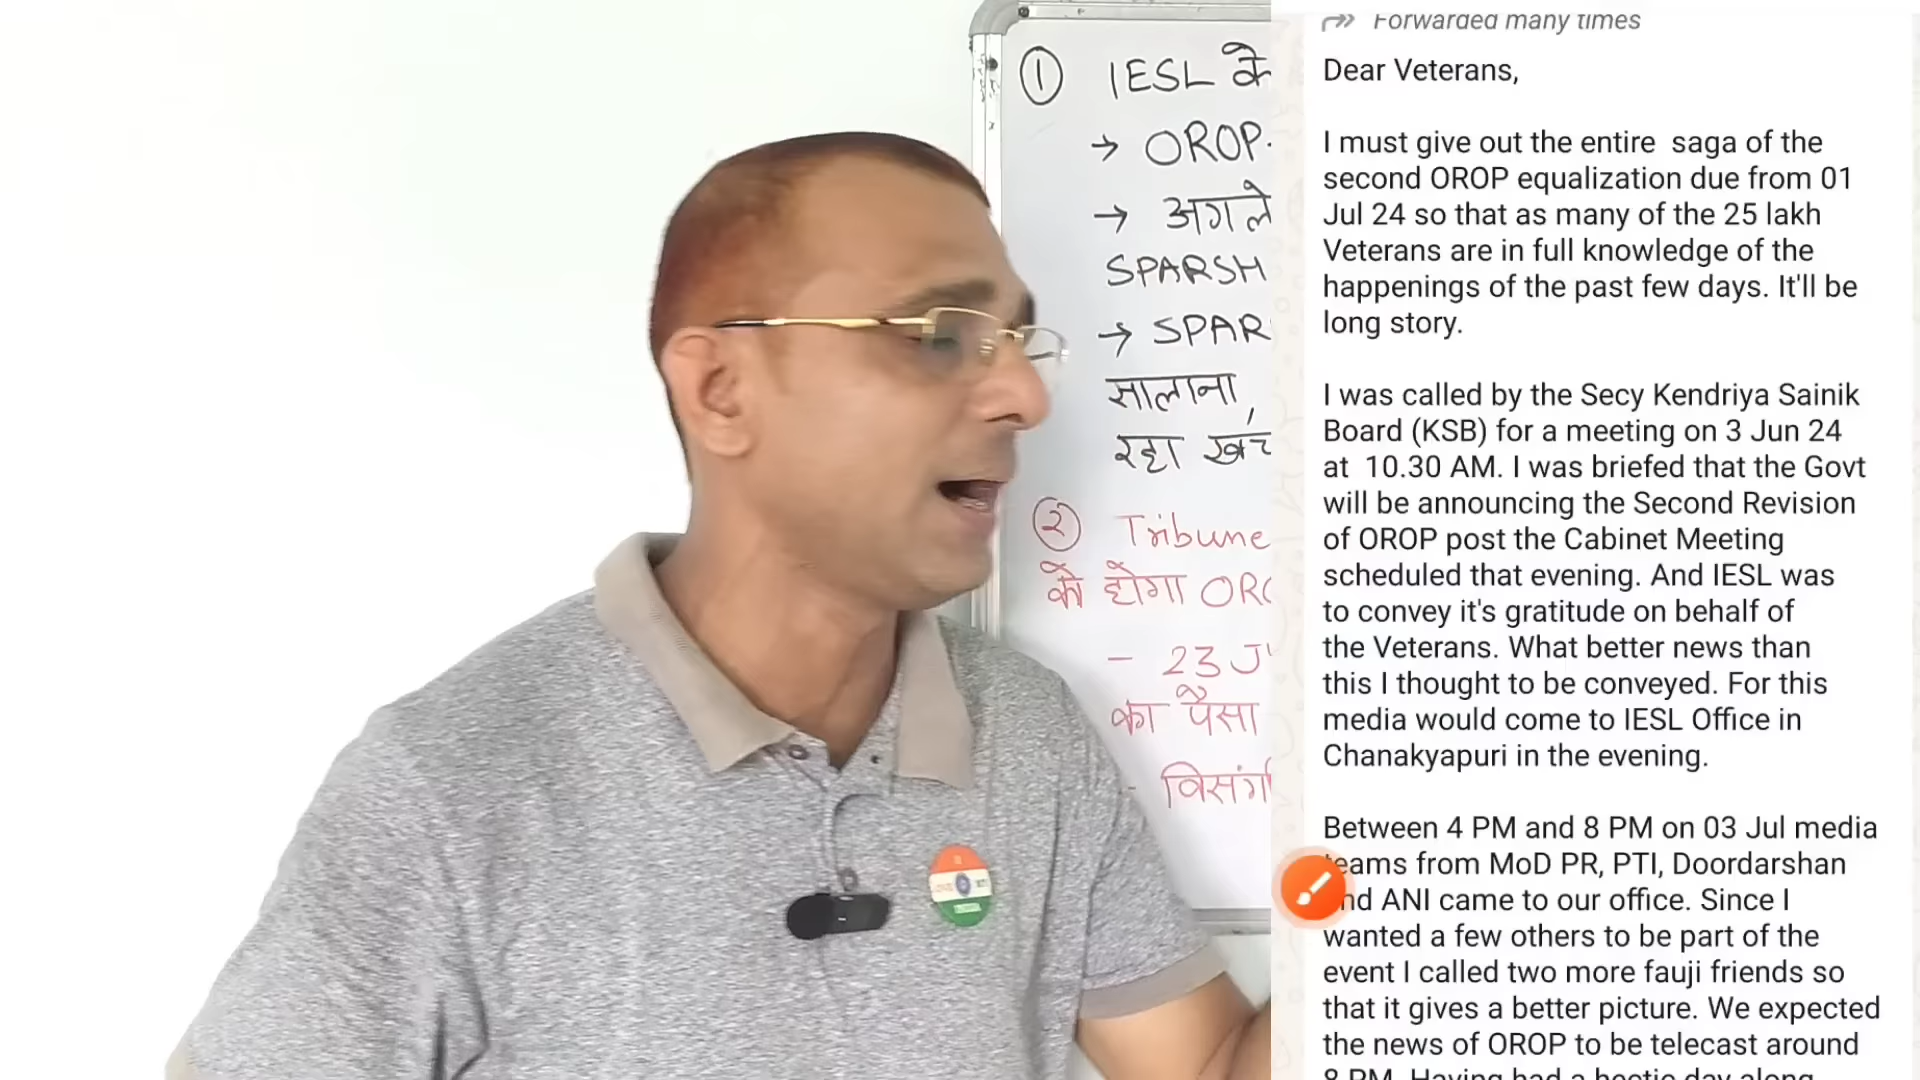 ① IESL के
→ OROP-
→ अगले
SPARSH
→ SPAR
सालाना,
रहा खर्च
② Tribune
को होगा ORO
- 23 J
का पैसा
- विसंग
Forwarded many times
Dear Veterans,
I must give out the entire saga of the
second OROP equalization due from 01
Jul 24 so that as many of the 25 lakh
Veterans are in full knowledge of the
happenings of the past few days. It'll be
long story.
I was called by the Secy Kendriya Sainik
Board (KSB) for a meeting on 3 Jun 24
at 10.30 AM. I was briefed that the Govt
will be announcing the Second Revision
of OROP post the Cabinet Meeting
scheduled that evening. And IESL was
to convey it's gratitude on behalf of
the Veterans. What better news than
this I thought to be conveyed. For this
media would come to IESL Office in
Chanakyapuri in the evening.
Between 4 PM and 8 PM on 03 Jul media
teams from MoD PR, PTI, Doordarshan
and ANI came to our office. Since I
wanted a few others to be part of the
event I called two more fauji friends so
that it gives a better picture. We expected
the news of OROP to be telecast around
8 PM. Having had a hectic day along